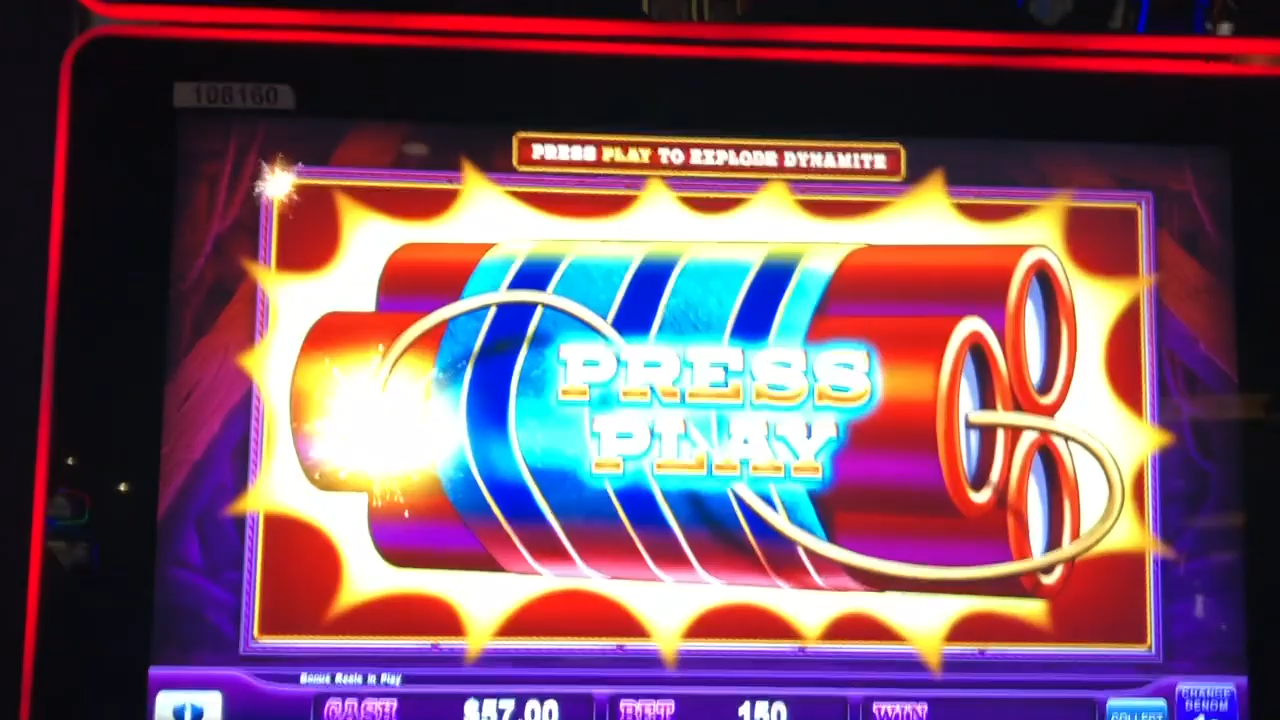 108160
PRESS PLAY TO EXPLODE DYNAMITE
PRESS
PLAY
Bonus Reels in Play
CASH $57.00 BET 150 WIN
COLLECT
CHANGE
DENOM